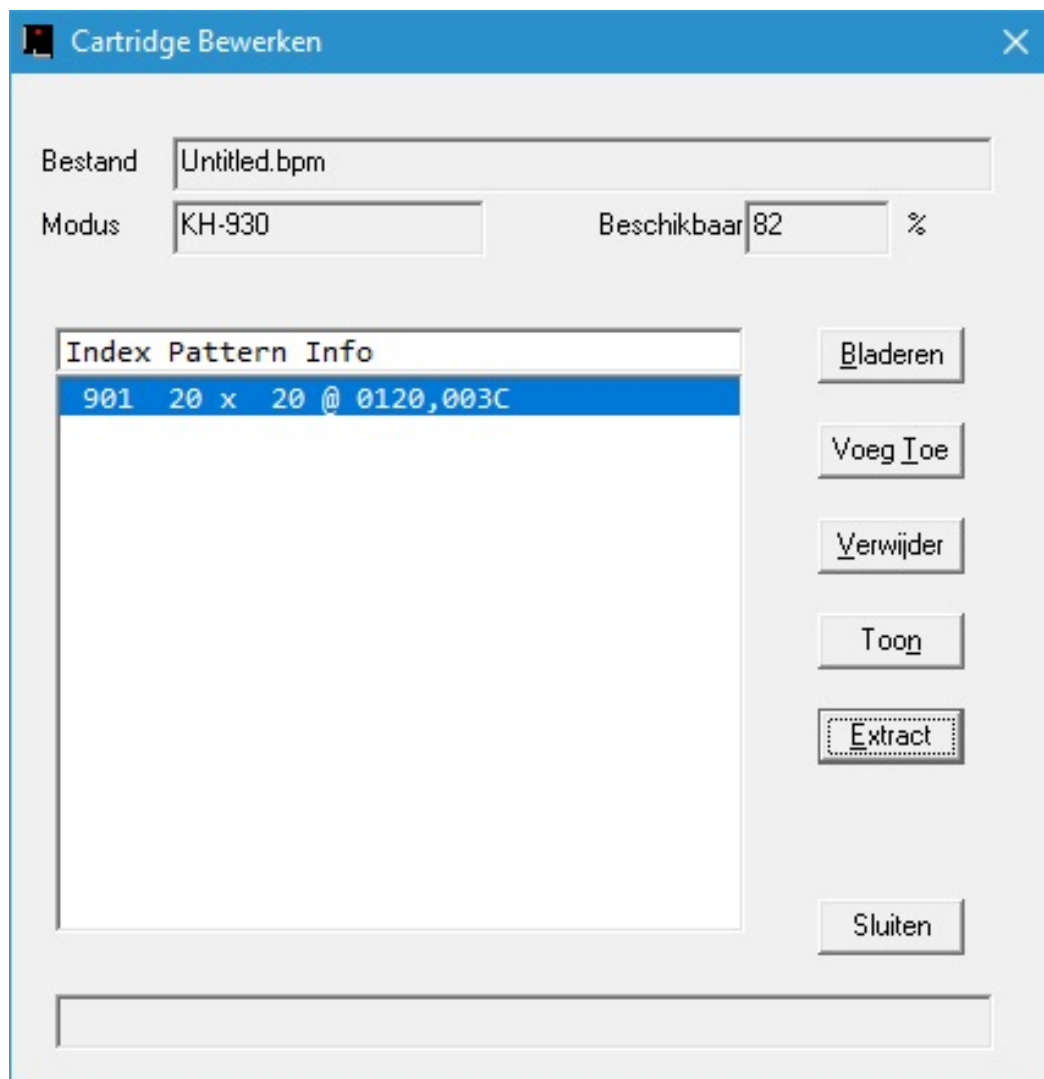 Cartridge Bewerken
Bestand Untitled.bpm
Modus KH-930 Beschikbaar 82 %
Index Pattern Info
901 20 x 20 @ 0120,003C
Bladeren
Voeg Toe
Verwijder
Toon
Extract
Sluiten